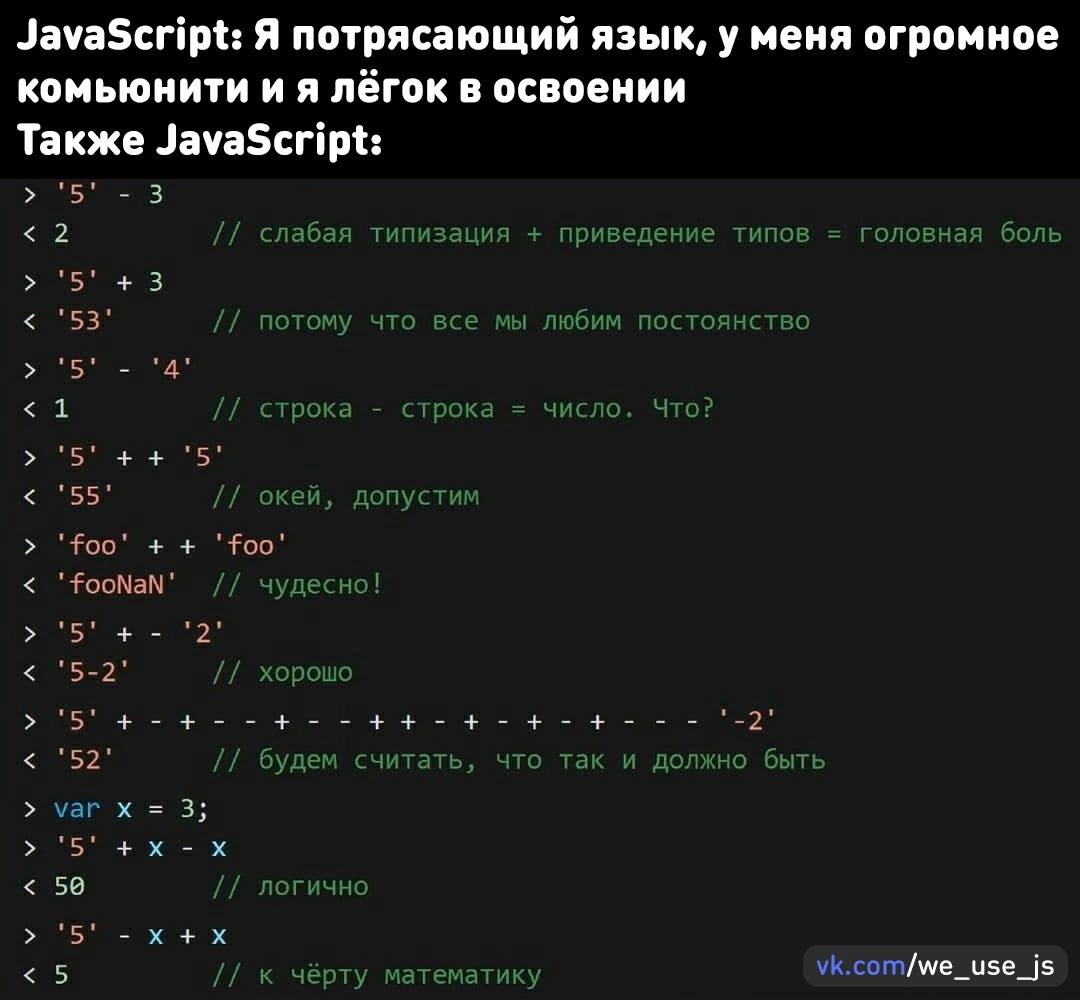 JavaScript: Я потрясающий язык, у меня огромное
комьюнити и я лёгок в освоении
Также JavaScript:
> '5' - 3
< 2 // слабая типизация + приведение типов = головная боль
> '5' + 3
< '53' // потому что все мы любим постоянство
> '5' - '4'
< 1 // строка - строка = число. Что?
> '5' + + '5'
< '55' // окей, допустим
> 'foo' + + 'foo'
< 'fooNaN' // чудесно!
> '5' + - '2'
< '5-2' // хорошо
> '5' + - + - - + - - + + - + - + - + - - - '-2'
< '52' // будем считать, что так и должно быть
> var x = 3;
> '5' + x - x
< 50 // логично
> '5' - x + x
< 5 // к чёрту математику
vk.com/we_use_js